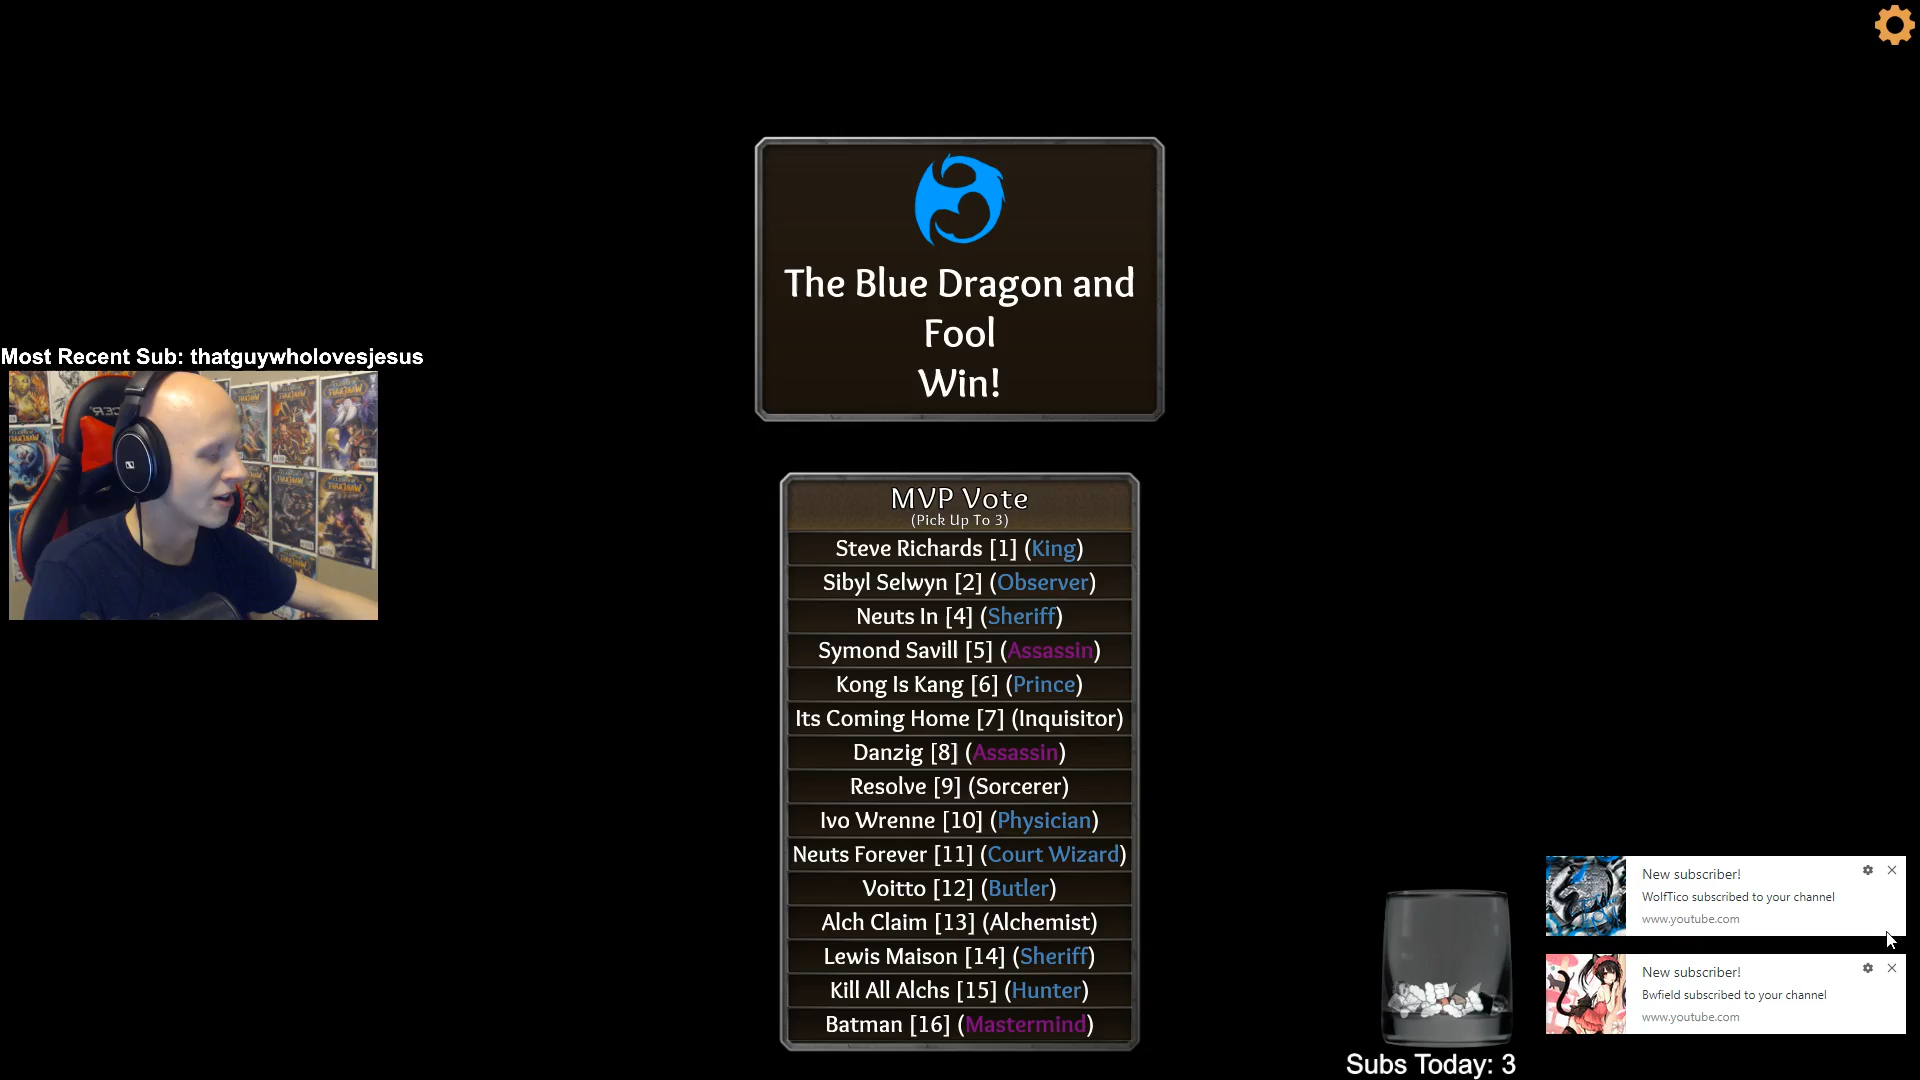 The Blue Dragon and
Fool
Win!
Most Recent Sub: thatguywholovesjesus
MVP Vote
(Pick Up To 3)
Steve Richards [1] (King)
Sibyl Selwyn [2] (Observer)
Neuts In [4] (Sheriff)
Symond Savill [5] (Assassin)
Kong Is Kang [6] (Prince)
Its Coming Home [7] (Inquisitor)
Danzig [8] (Assassin)
Resolve [9] (Sorcerer)
Ivo Wrenne [10] (Physician)
Neuts Forever [11] (Court Wizard)
Voitto [12] (Butler)
Alch Claim [13] (Alchemist)
Lewis Maison [14] (Sheriff)
Kill All Alchs [15] (Hunter)
Batman [16] (Mastermind)
New subscriber!
WolfTico subscribed to your channel
www.youtube.com
New subscriber!
Bwfield subscribed to your channel
www.youtube.com
Subs Today: 3